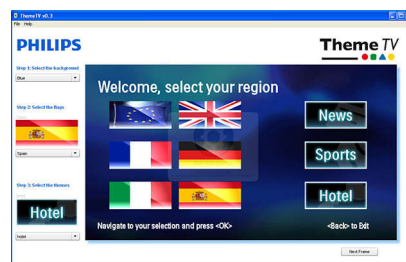 ThemeTV v0.3
File Help
PHILIPS
Theme TV
Step 1: Select the background
Blue
Welcome, select your region
Step 2: Select the flags
News
Spain
Sports
Step 3: Select the themes
Hotel
Hotel
Hotel
Navigate to your selection and press <OK>
<Back> to Exit
Next Frame